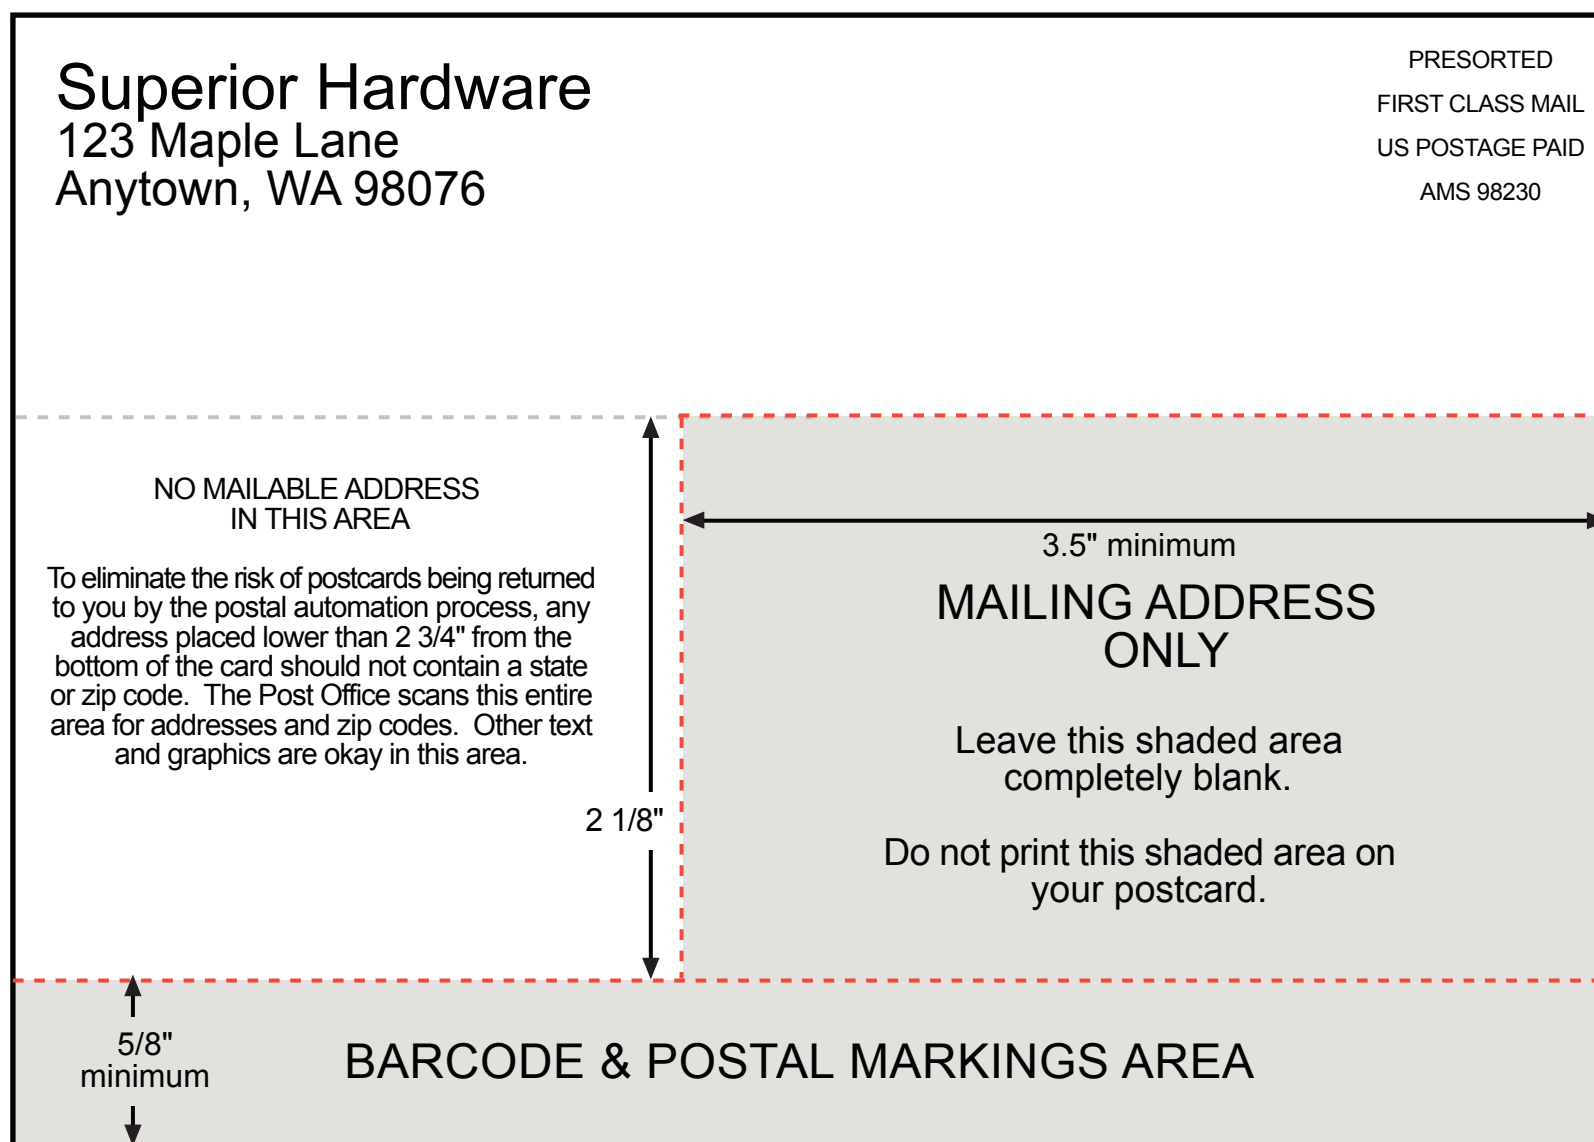 Superior Hardware
123 Maple Lane
Anytown, WA 98076
PRESORTED
FIRST CLASS MAIL
US POSTAGE PAID
AMS 98230
NO MAILABLE ADDRESS
IN THIS AREA
To eliminate the risk of postcards being returned
to you by the postal automation process, any
address placed lower than 2 3/4" from the
bottom of the card should not contain a state
or zip code.  The Post Office scans this entire
area for addresses and zip codes.  Other text
and graphics are okay in this area.
2 1/8"
3.5" minimum
MAILING ADDRESS
ONLY
Leave this shaded area
completely blank.
Do not print this shaded area on
your postcard.
5/8"
minimum
BARCODE & POSTAL MARKINGS AREA